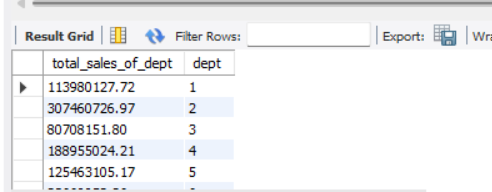 Result Grid Filter Rows: Export: Wra
total_sales_of_dept dept
113980127.72 1
307460726.97 2
80708151.80 3
188955024.21 4
125463105.17 5